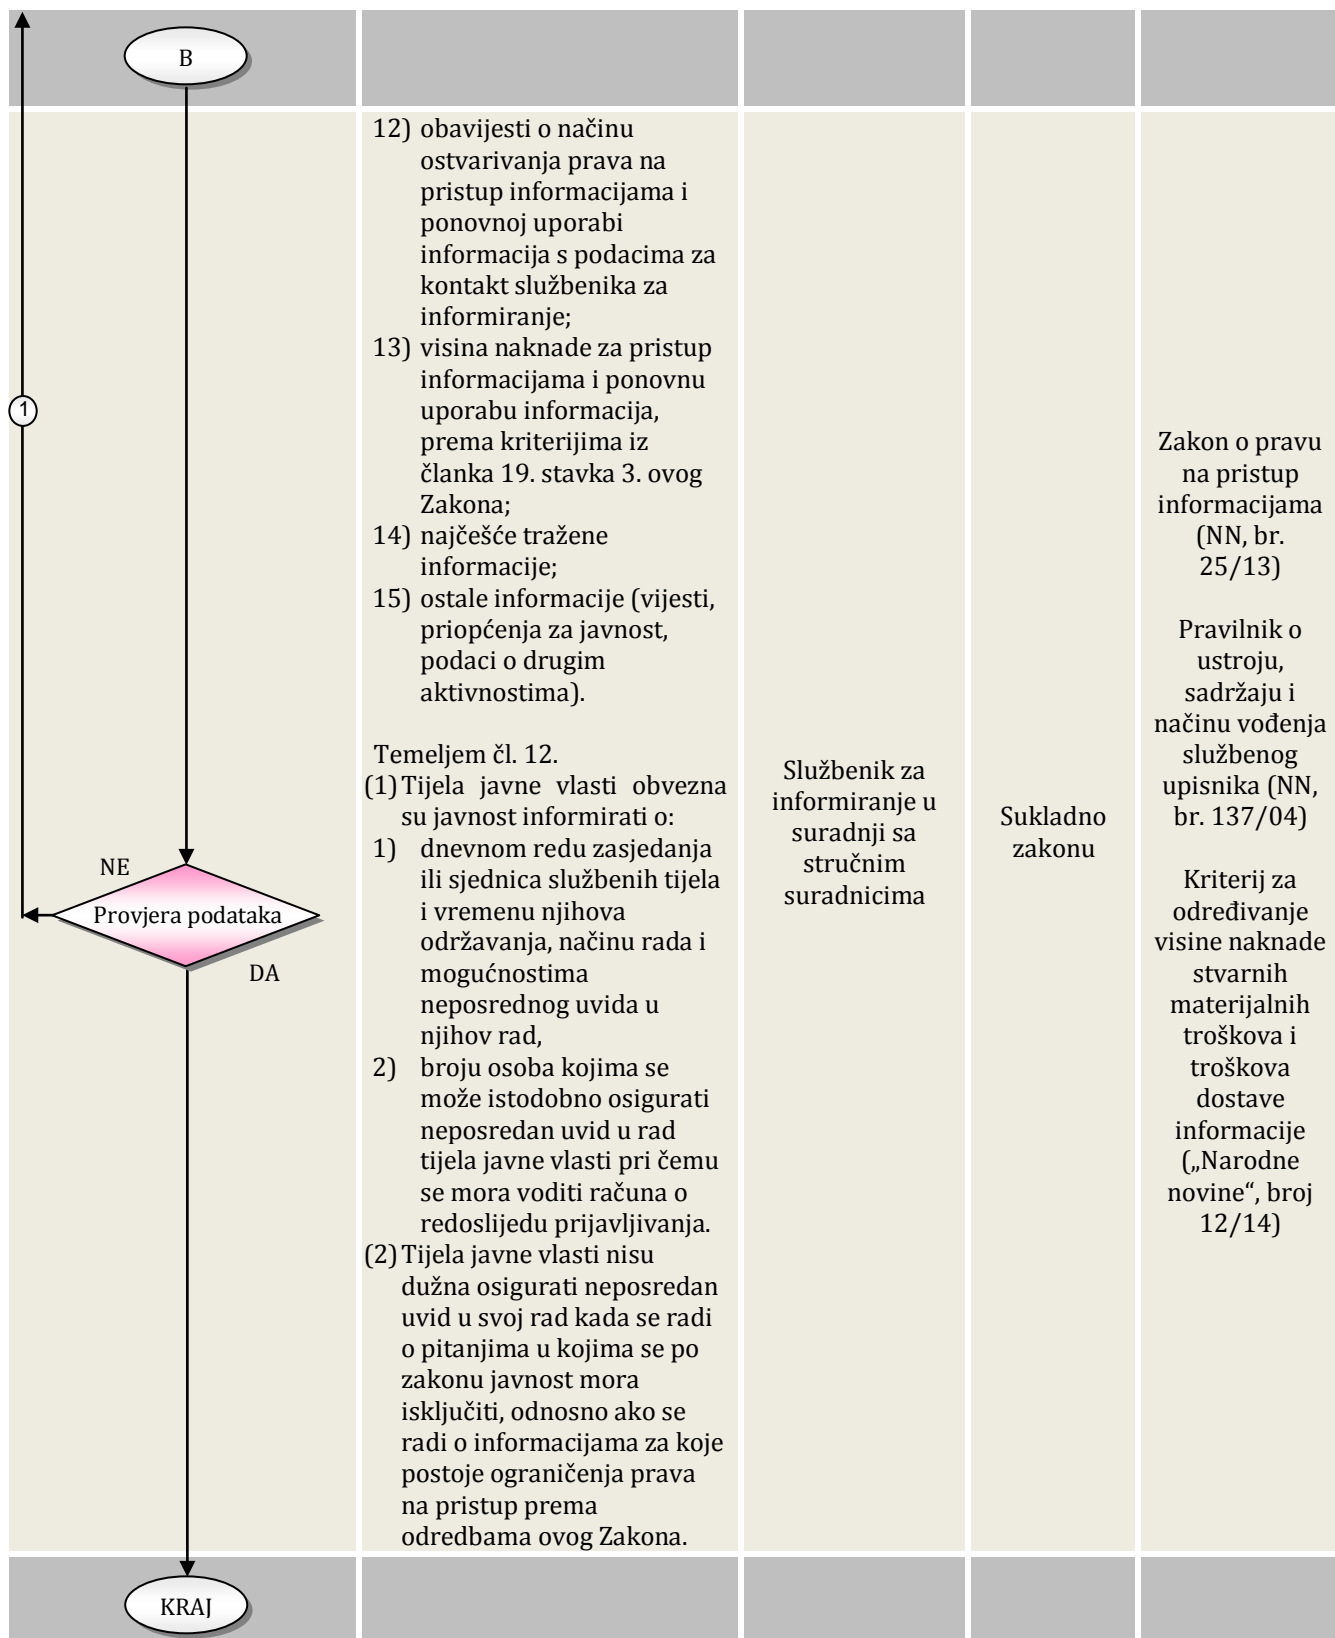 B
1
NE
Provjera podataka
DA
KRAJ
12) obavijesti o načinu
ostvarivanja prava na
pristup informacijama i
ponovnoj uporabi
informacija s podacima za
kontakt službenika za
informiranje;
13) visina naknade za pristup
informacijama i ponovnu
uporabu informacija,
prema kriterijima iz
članka 19. stavka 3. ovog
Zakona;
14) najčešće tražene
informacije;
15) ostale informacije (vijesti,
priopćenja za javnost,
podaci o drugim
aktivnostima).
Temeljem čl. 12.
(1) Tijela javne vlasti obvezna
su javnost informirati o:
1) dnevnom redu zasjedanja
ili sjednica službenih tijela
i vremenu njihova
održavanja, načinu rada i
mogućnostima
neposrednog uvida u
njihov rad,
2) broju osoba kojima se
može istodobno osigurati
neposredan uvid u rad
tijela javne vlasti pri čemu
se mora voditi računa o
redoslijedu prijavljivanja.
(2) Tijela javne vlasti nisu
dužna osigurati neposredan
uvid u svoj rad kada se radi
o pitanjima u kojima se po
zakonu javnost mora
isključiti, odnosno ako se
radi o informacijama za koje
postoje ograničenja prava
na pristup prema
odredbama ovog Zakona.
Službenik za
informiranje u
suradnji sa
stručnim
suradnicima
Sukladno
zakonu
Zakon o pravu
na pristup
informacijama
(NN, br.
25/13)
Pravilnik o
ustroju,
sadržaju i
načinu vođenja
službenog
upisnika (NN,
br. 137/04)
Kriterij za
određivanje
visine naknade
stvarnih
materijalnih
troškova i
troškova
dostave
informacije
(„Narodne
novine“, broj
12/14)